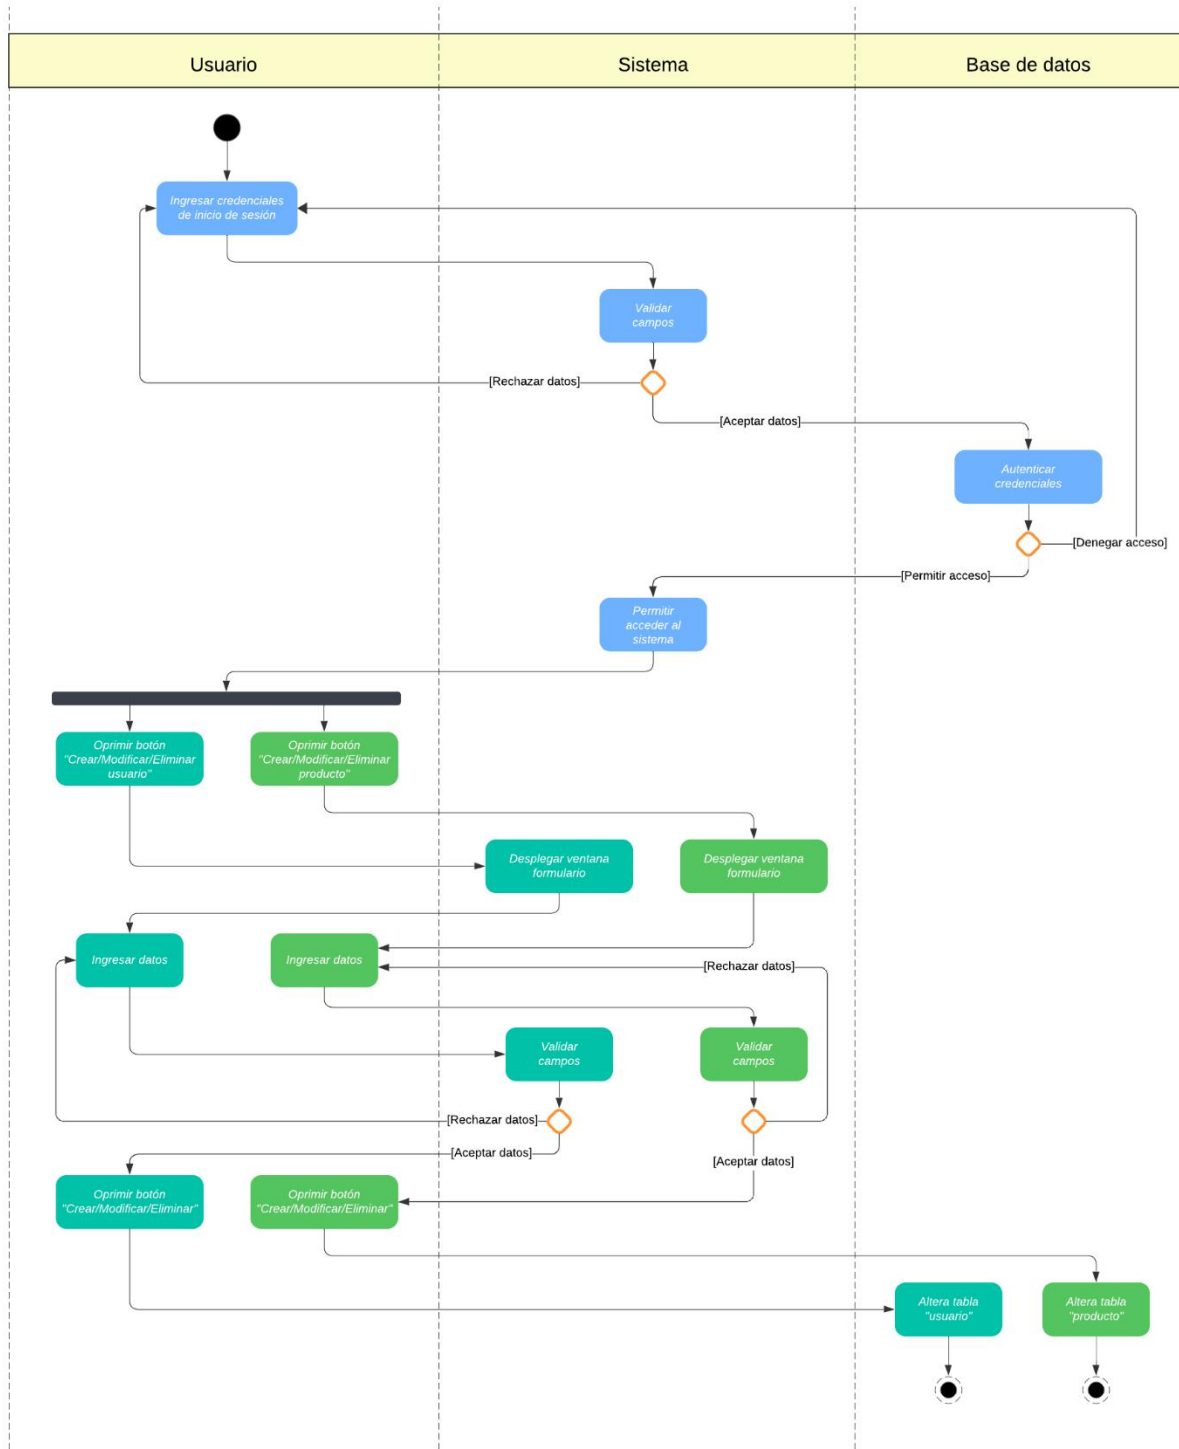 Usuario
Sistema
Base de datos
Ingresar credenciales
de inicio de sesión
Validar
campos
[Rechazar datos]
[Aceptar datos]
Autenticar
credenciales
[Denegar acceso]
[Permitir acceso]
Permitir
acceder al
sistema
Oprimir botón
"Crear/Modificar/Eliminar
usuario"
Oprimir botón
"Crear/Modificar/Eliminar
producto"
Desplegar ventana
formulario
Desplegar ventana
formulario
Ingresar datos
Ingresar datos
[Rechazar datos]
Validar
campos
Validar
campos
[Rechazar datos]
[Aceptar datos]
[Aceptar datos]
Oprimir botón
"Crear/Modificar/Eliminar"
Oprimir botón
"Crear/Modificar/Eliminar"
Altera tabla
"usuario"
Altera tabla
"producto"